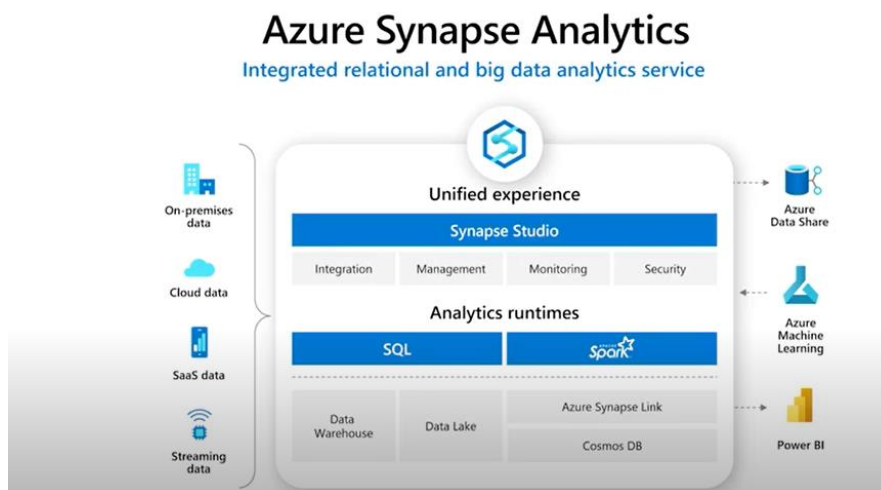 Azure Synapse Analytics
Integrated relational and big data analytics service
On-premises
data
Cloud data
SaaS data
Streaming
data
Unified experience
Synapse Studio
Integration
Management
Monitoring
Security
Analytics runtimes
SQL
APACHE
Spark
Data
Warehouse
Data Lake
Azure Synapse Link
Cosmos DB
Azure
Data Share
Azure
Machine
Learning
Power BI